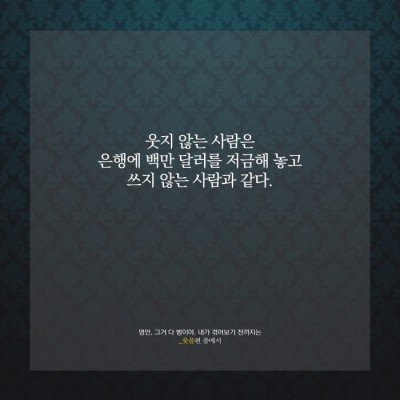 웃지 않는 사람은
은행에 백만 달러를 저금해 놓고
쓰지 않는 사람과 같다.
명언, 그거 다 뻥이야. 내가 겪어보기 전까지는
_웃음편 중에서